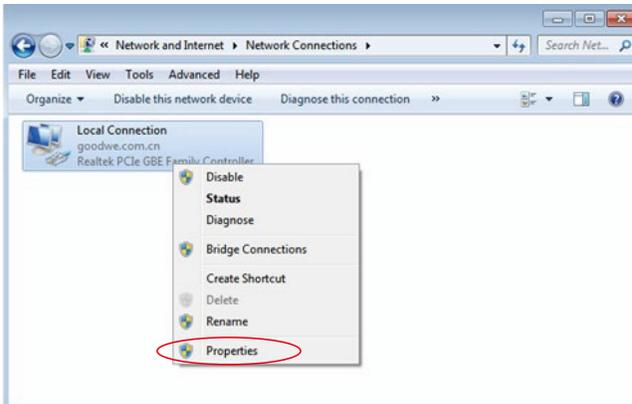 « Network and Internet ▸ Network Connections ▸ Search Net...
File Edit View Tools Advanced Help
Organize ▾ Disable this network device Diagnose this connection »
Local Connection
goodwe.com.cn
Realtek PCIe GBE Family Controller
Disable
Status
Diagnose
Bridge Connections
Create Shortcut
Delete
Rename
Properties